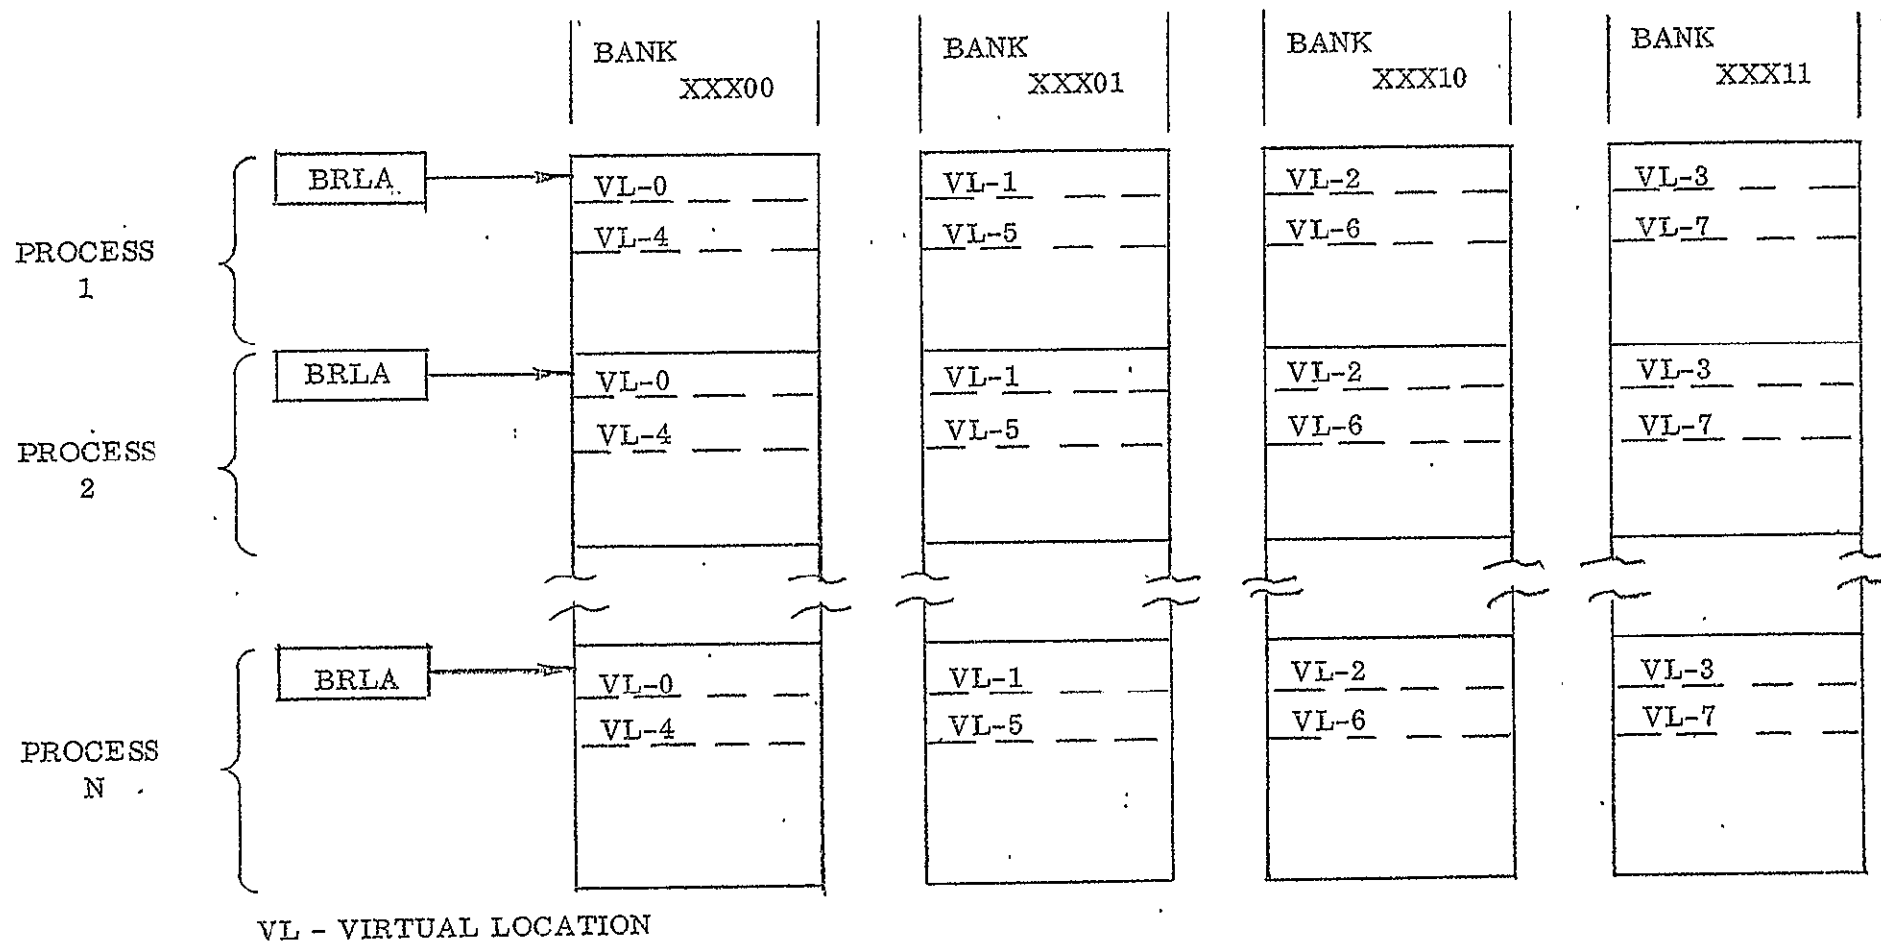 BANK XXX00
BANK XXX01
BANK XXX10
BANK XXX11
PROCESS 1
BRLA
VL-0
VL-1
VL-2
VL-3
VL-4
VL-5
VL-6
VL-7
PROCESS 2
BRLA
VL-0
VL-1
VL-2
VL-3
VL-4
VL-5
VL-6
VL-7
PROCESS N
BRLA
VL-0
VL-1
VL-2
VL-3
VL-4
VL-5
VL-6
VL-7
VL - VIRTUAL LOCATION